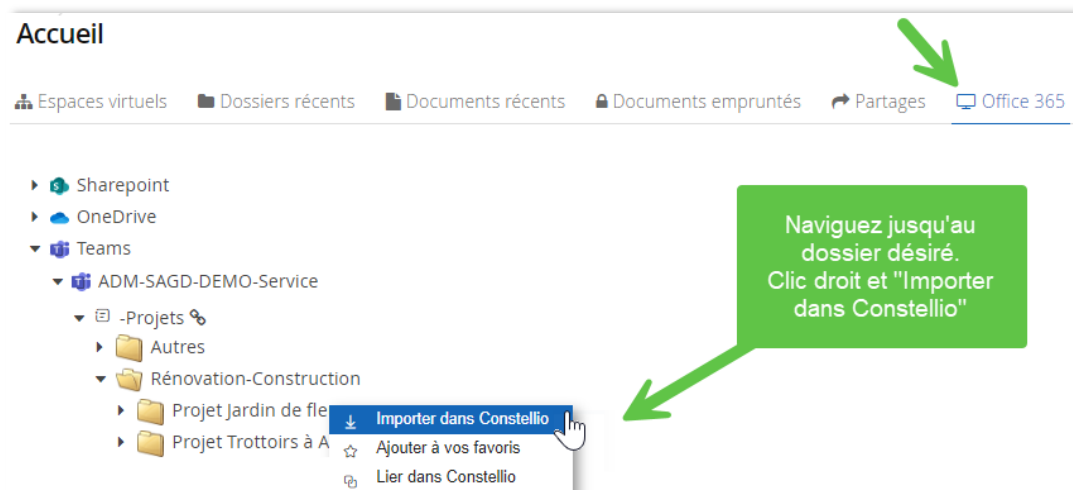 Accueil
Espaces virtuels Dossiers récents Documents récents Documents empruntés Partages Office 365
Sharepoint
OneDrive
Teams
ADM-SAGD-DEMO-Service
-Projets
Autres
Rénovation-Construction
Projet Jardin de fle
Projet Trottoirs à A
Importer dans Constellio
Ajouter à vos favoris
Lier dans Constellio
Naviguez jusqu'au
dossier désiré.
Clic droit et "Importer
dans Constellio"